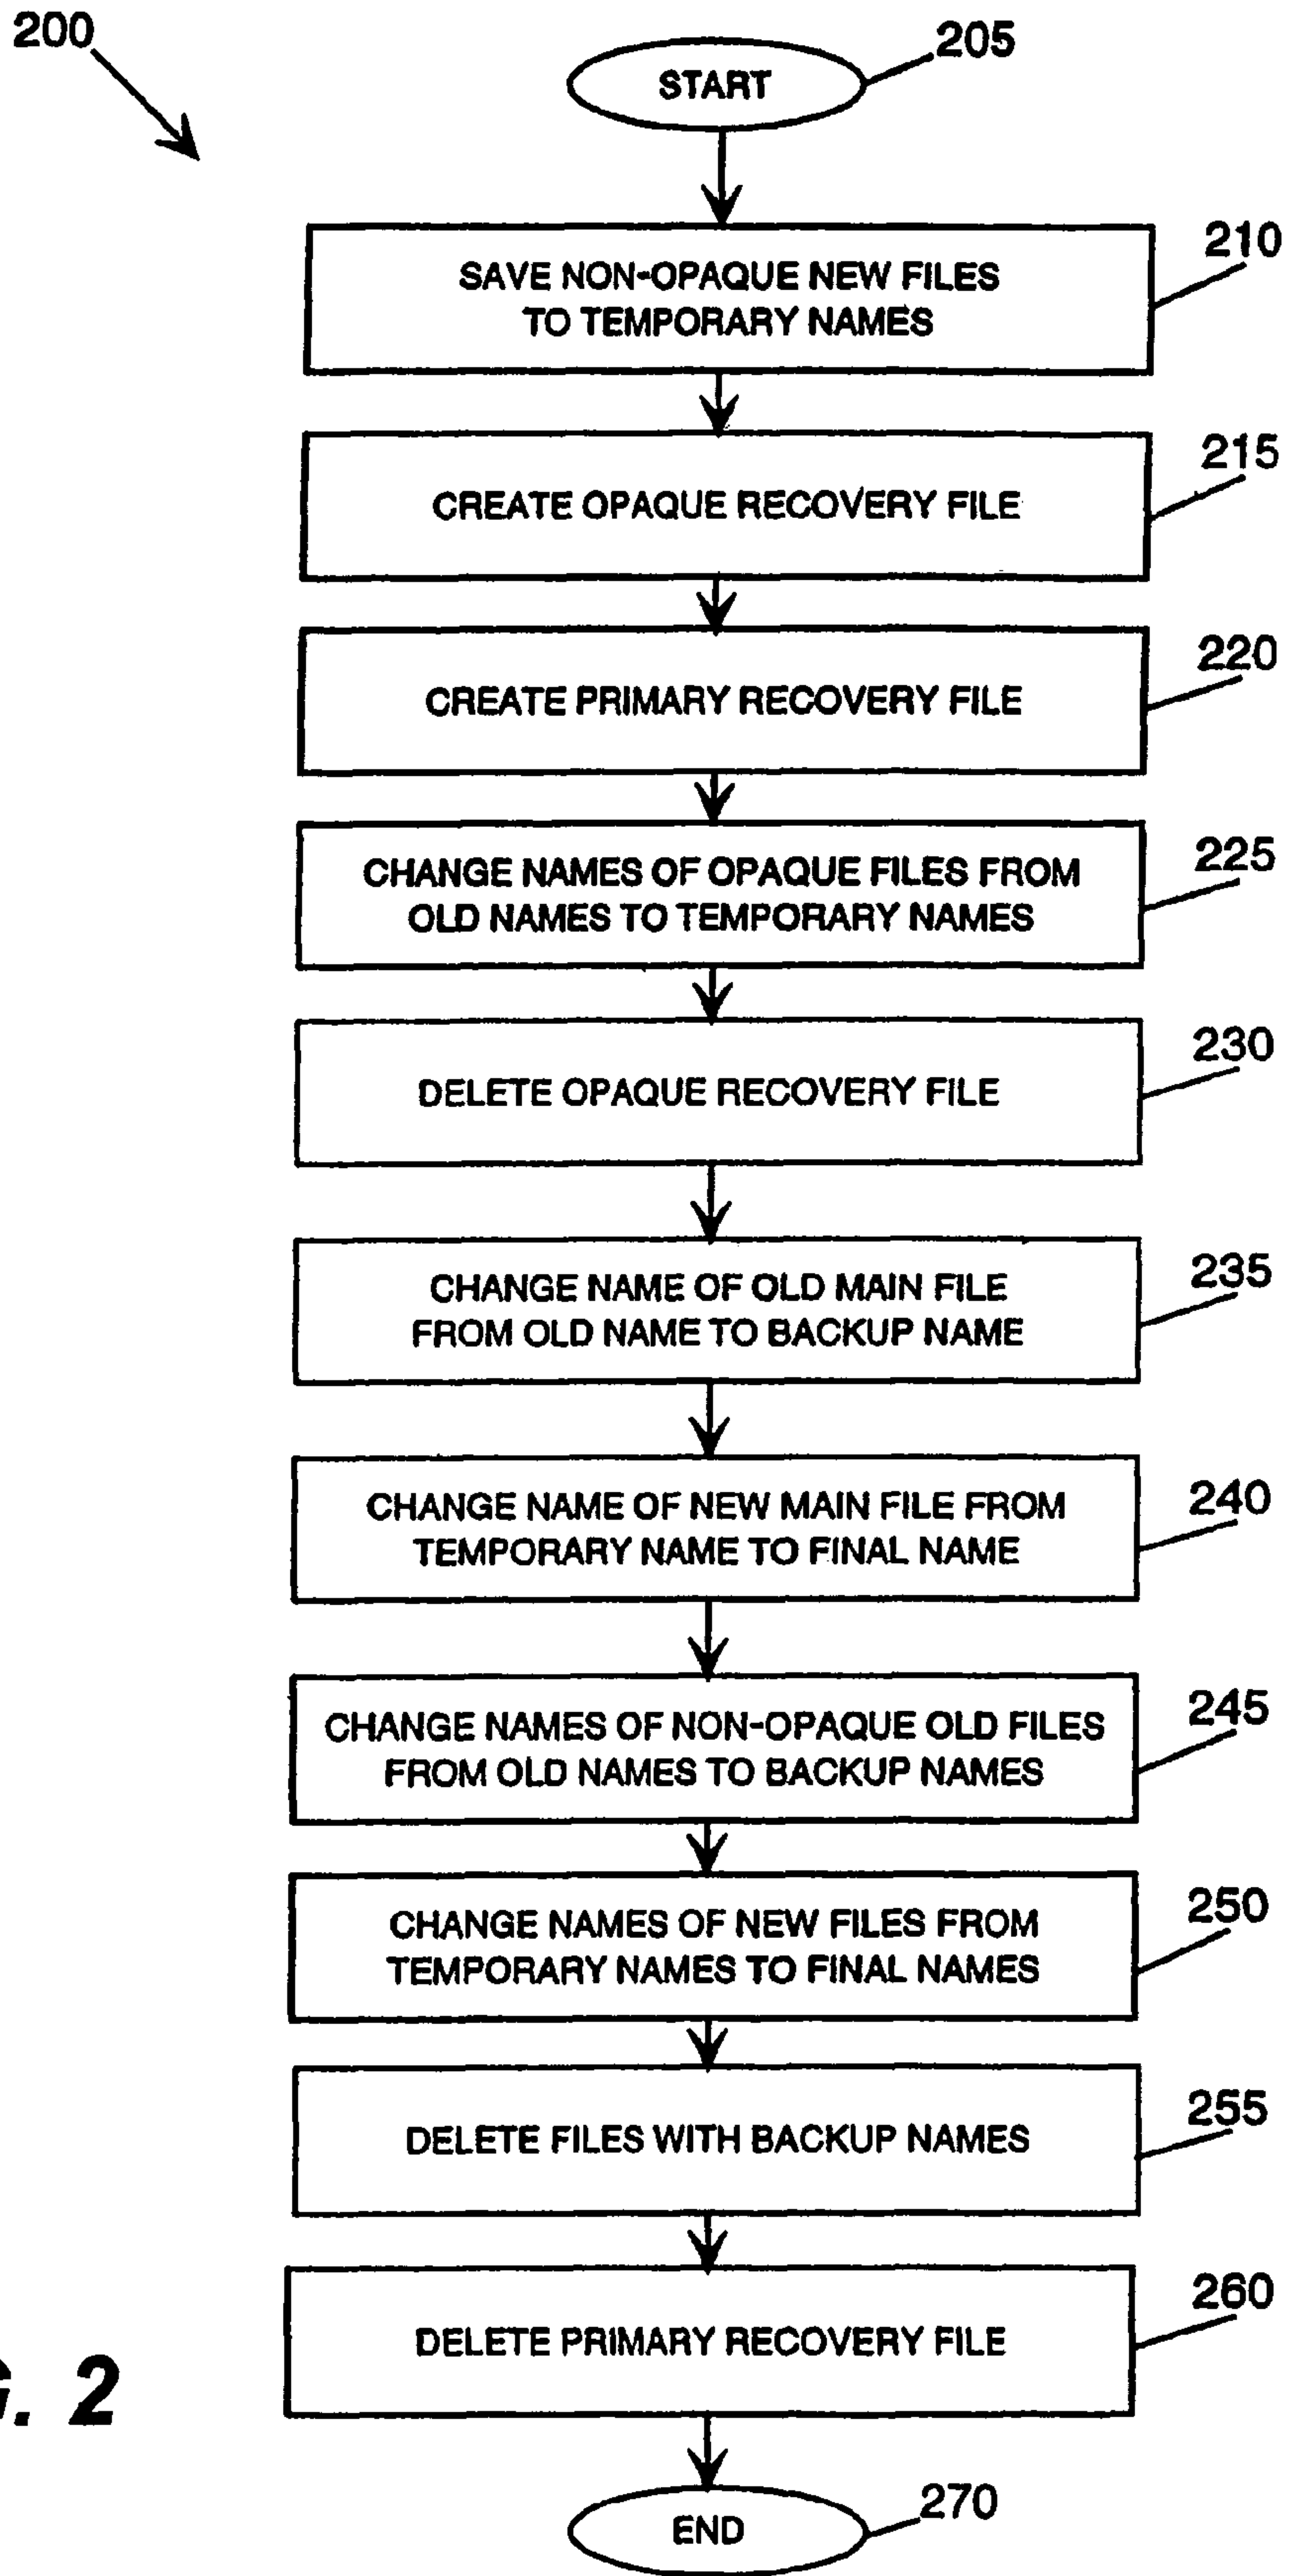 200
START
205
SAVE NON-OPAQUE NEW FILES
TO TEMPORARY NAMES
210
CREATE OPAQUE RECOVERY FILE
215
CREATE PRIMARY RECOVERY FILE
220
CHANGE NAMES OF OPAQUE FILES FROM
OLD NAMES TO TEMPORARY NAMES
225
DELETE OPAQUE RECOVERY FILE
230
CHANGE NAME OF OLD MAIN FILE
FROM OLD NAME TO BACKUP NAME
235
CHANGE NAME OF NEW MAIN FILE FROM
TEMPORARY NAME TO FINAL NAME
240
CHANGE NAMES OF NON-OPAQUE OLD FILES
FROM OLD NAMES TO BACKUP NAMES
245
CHANGE NAMES OF NEW FILES FROM
TEMPORARY NAMES TO FINAL NAMES
250
DELETE FILES WITH BACKUP NAMES
255
DELETE PRIMARY RECOVERY FILE
260
G. 2
END
270